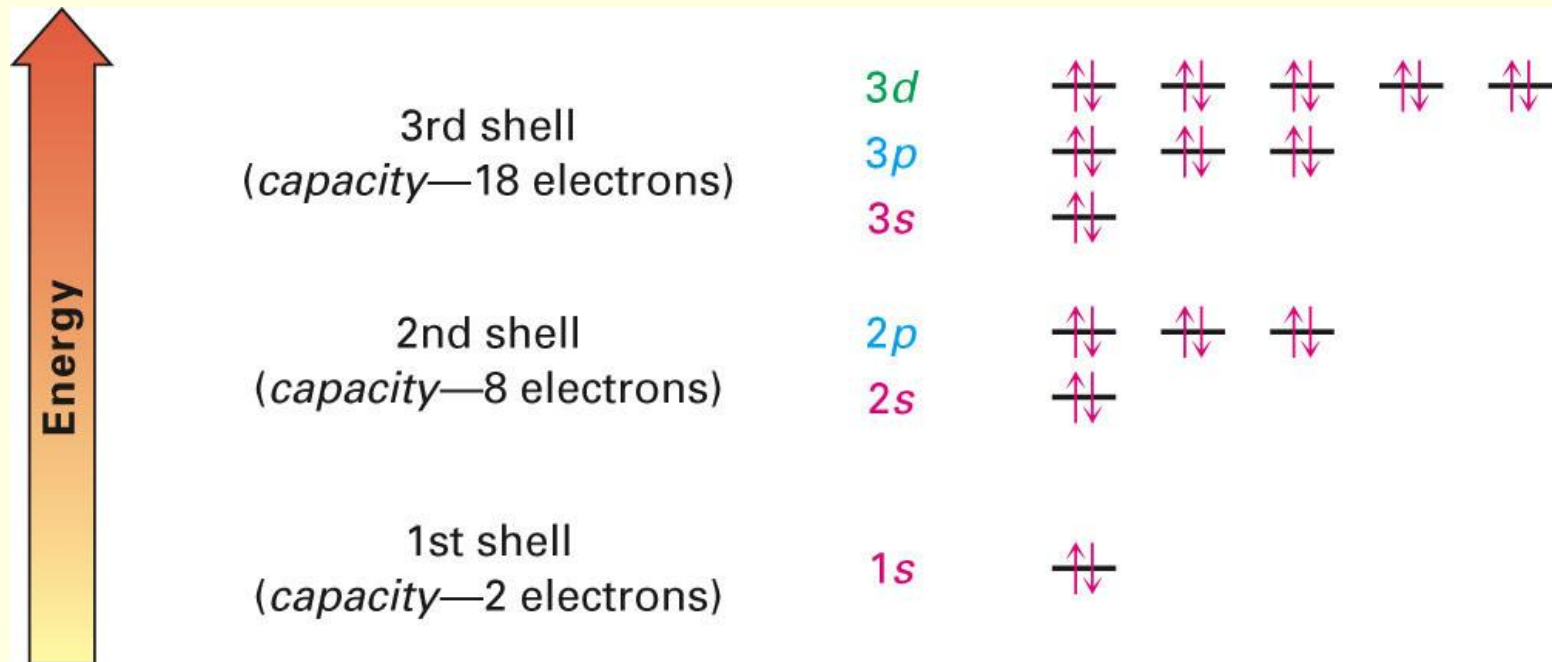 3rd shell
(capacity—18 electrons)
3d
3p
3s
2nd shell
(capacity—8 electrons)
2p
2s
1st shell
(capacity—2 electrons)
1s
Energy